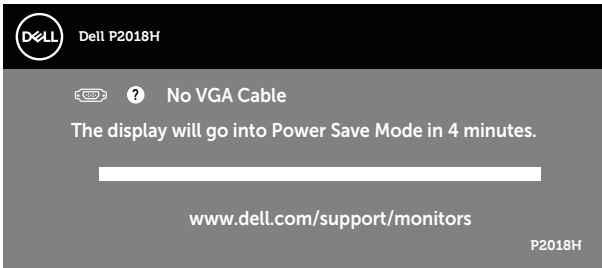 DELL
Dell P2018H
? No VGA Cable
The display will go into Power Save Mode in 4 minutes.
www.dell.com/support/monitors
P2018H